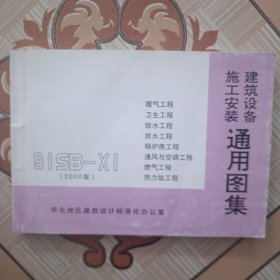 建筑设备
施工安装
通用图集
91SB-X1
(2000版)
暖气工程
卫生工程
给水工程
排水工程
锅炉房工程
通风与空调工程
燃气工程
热力站工程
华北地区建筑设计标准化办公室